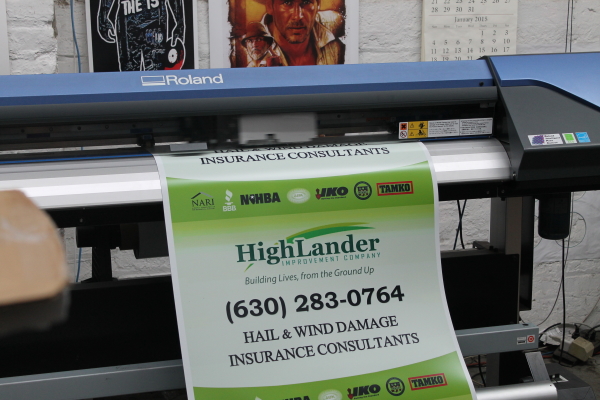 THE IS
January 2013
Roland
INSURANCE CONSULTANTS
NARI
BBB
NOHBA
IKO
TAMKO
HIGHLANDER
IMPROVEMENT COMPANY
Building Lives, from the Ground Up
(630) 283-0764
HAIL & WIND DAMAGE
INSURANCE CONSULTANTS
IKO
TAMKO